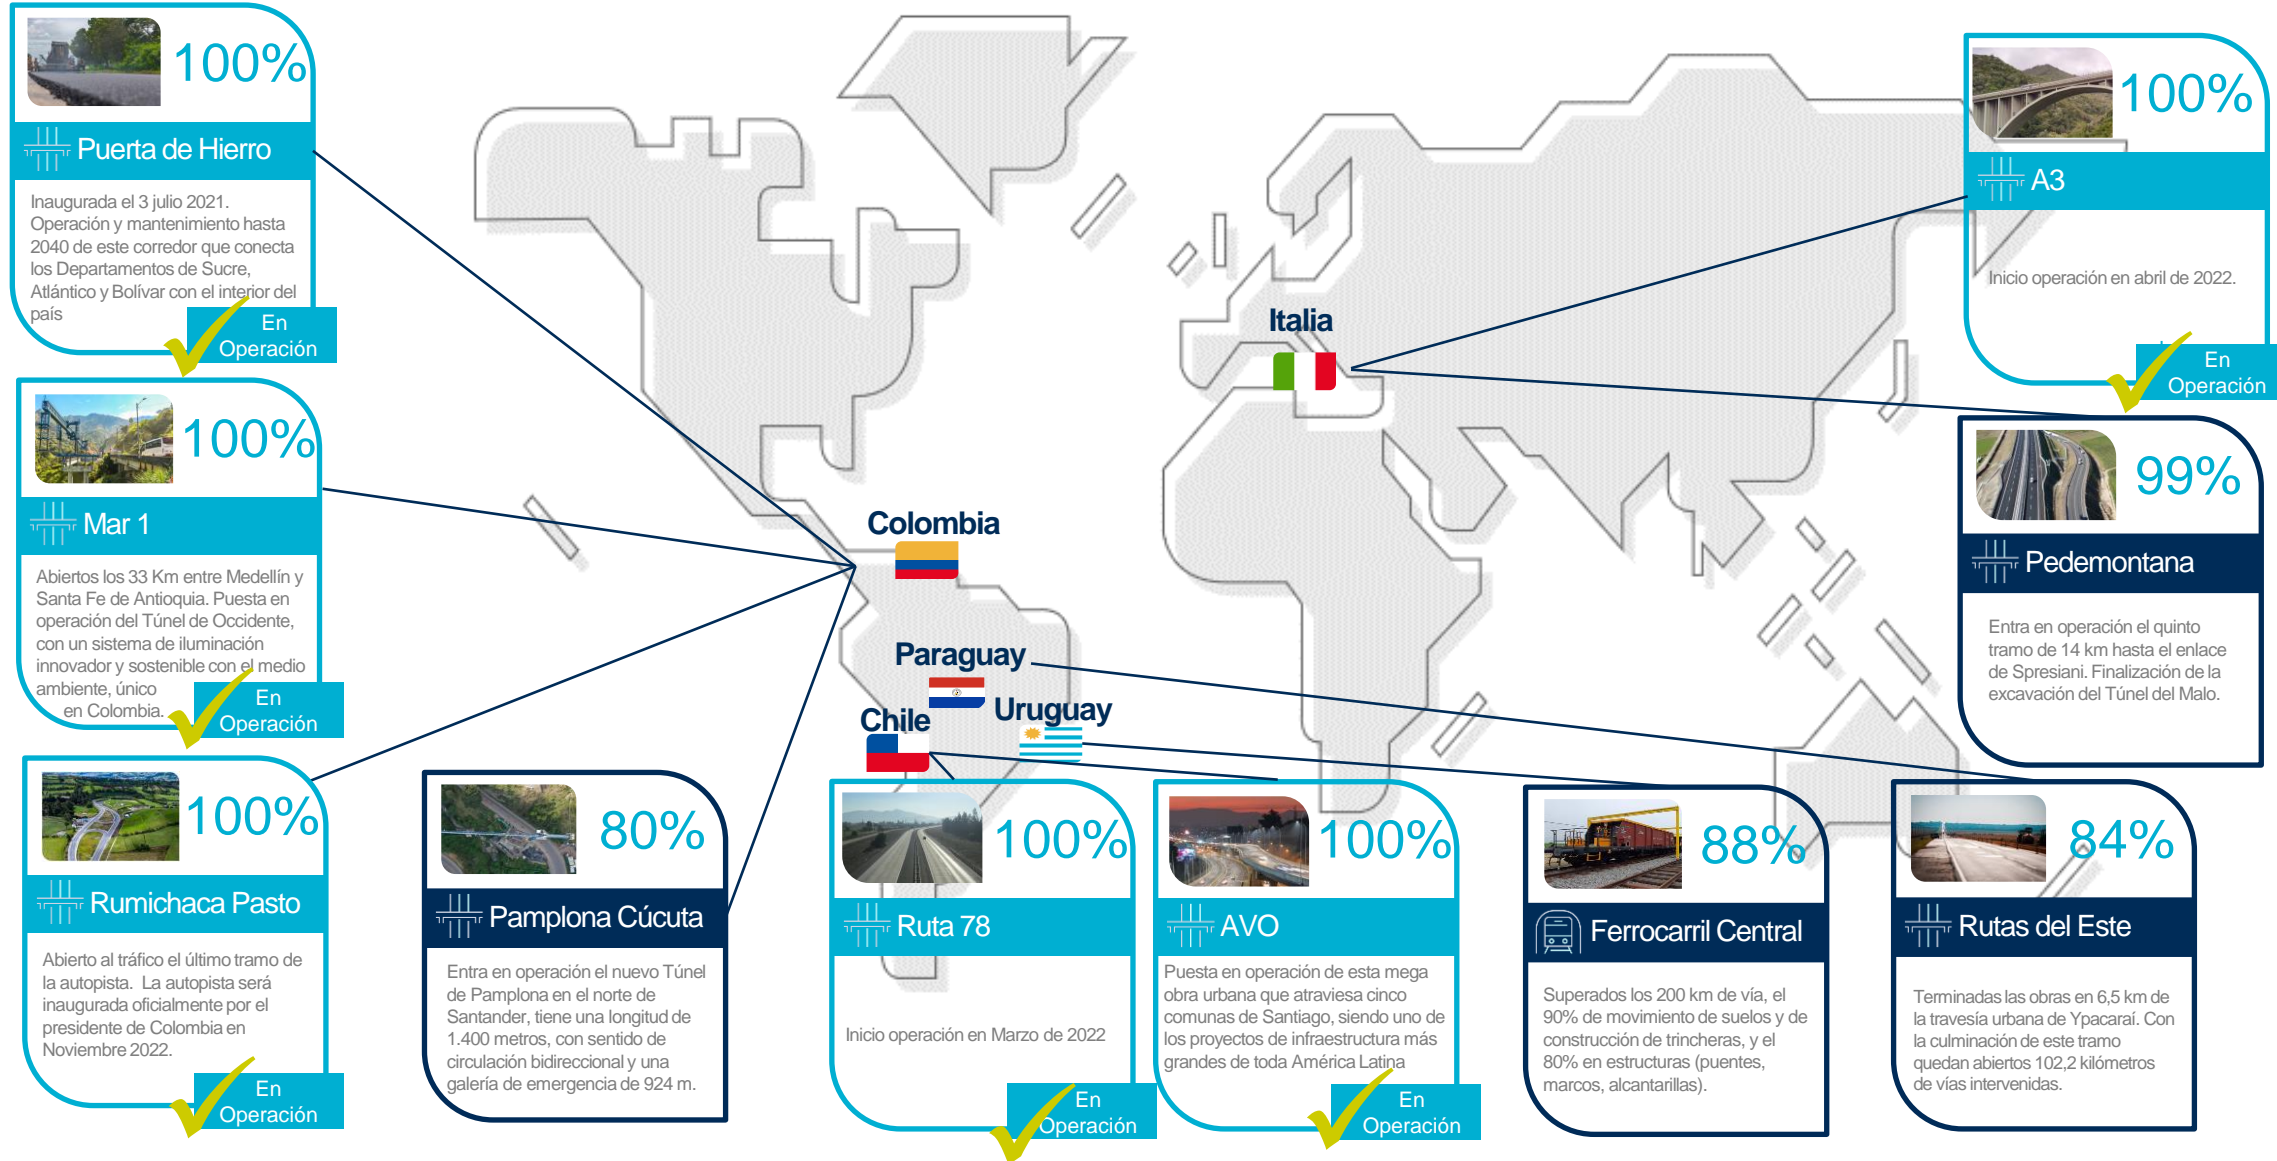 100%
Puerta de Hierro
Inaugurada el 3 julio 2021.
Operación y mantenimiento hasta
2040 de este corredor que conecta
los Departamentos de Sucre,
Atlántico y Bolívar con el interior del
país
En
Operación
100%
Mar 1
Abiertos los 33 Km entre Medellín y
Santa Fe de Antioquia. Puesta en
operación del Túnel de Occidente,
con un sistema de iluminación
innovador y sostenible con el medio
ambiente, único
en Colombia.
En
Operación
100%
Rumichaca Pasto
Abierto al tráfico el último tramo de
la autopista. La autopista será
inaugurada oficialmente por el
presidente de Colombia en
Noviembre 2022.
En
Operación
80%
Pamplona Cúcuta
Entra en operación el nuevo Túnel
de Pamplona en el norte de
Santander, tiene una longitud de
1.400 metros, con sentido de
circulación bidireccional y una
galería de emergencia de 924 m.
Colombia
Paraguay
Chile
Uruguay
Italia
100%
Ruta 78
Inicio operación en Marzo de 2022
En
Operación
100%
AVO
Puesta en operación de esta mega
obra urbana que atraviesa cinco
comunas de Santiago, siendo uno de
los proyectos de infraestructura más
grandes de toda América Latina
En
Operación
88%
Ferrocarril Central
Superados los 200 km de vía, el
90% de movimiento de suelos y de
construcción de trincheras, y el
80% en estructuras (puentes,
marcos, alcantarillas).
84%
Rutas del Este
Terminadas las obras en 6,5 km de
la travesía urbana de Ypacaraí. Con
la culminación de este tramo
quedan abiertos 102,2 kilómetros
de vías intervenidas.
100%
A3
Inicio operación en abril de 2022.
En
Operación
99%
Pedemontana
Entra en operación el quinto
tramo de 14 km hasta el enlace
de Spresiani. Finalización de la
excavación del Túnel del Malo.